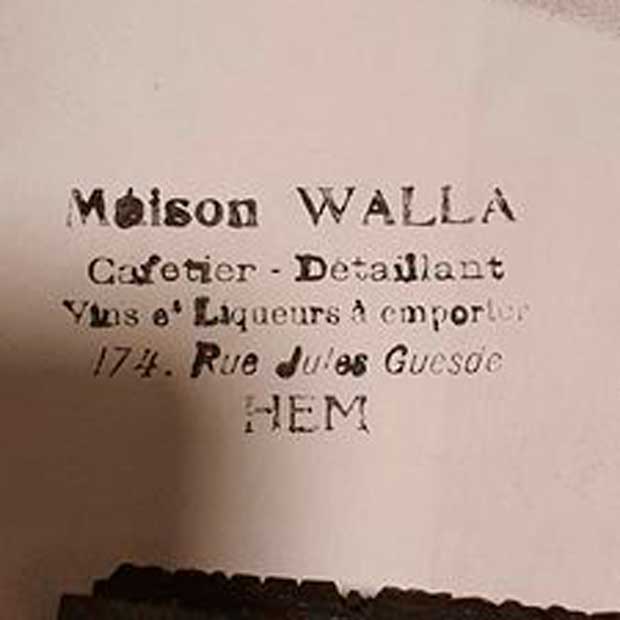 Maison WALLA
Cafetier - Détaillant
Vins et Liqueurs à emporter
174. Rue Jules Guesde
HEM